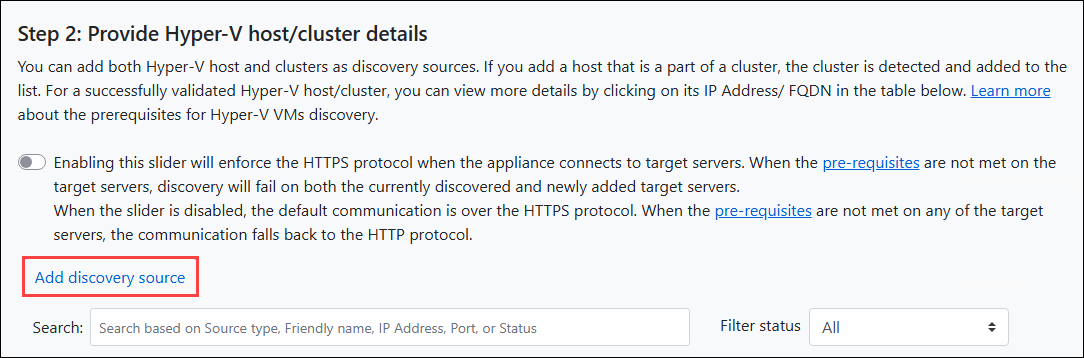 Step 2: Provide Hyper-V host/cluster details
You can add both Hyper-V host and clusters as discovery sources. If you add a host that is a part of a cluster, the cluster is detected and added to the
list. For a successfully validated Hyper-V host/cluster, you can view more details by clicking on its IP Address/ FQDN in the table below. Learn more
about the prerequisites for Hyper-V VMs discovery.
Enabling this slider will enforce the HTTPS protocol when the appliance connects to target servers. When the pre-requisites are not met on the
target servers, discovery will fail on both the currently discovered and newly added target servers.
When the slider is disabled, the default communication is over the HTTPS protocol. When the pre-requisites are not met on any of the target
servers, the communication falls back to the HTTP protocol.
Add discovery source
Search: Search based on Source type, Friendly name, IP Address, Port, or Status Filter status All